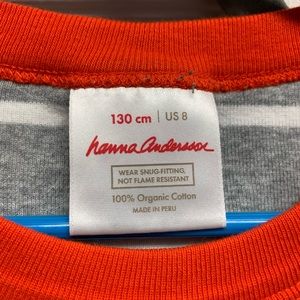 130 cm | US 8
hanna andersson
WEAR SNUG-FITTING,
NOT FLAME RESISTANT
100% Organic Cotton
MADE IN PERU